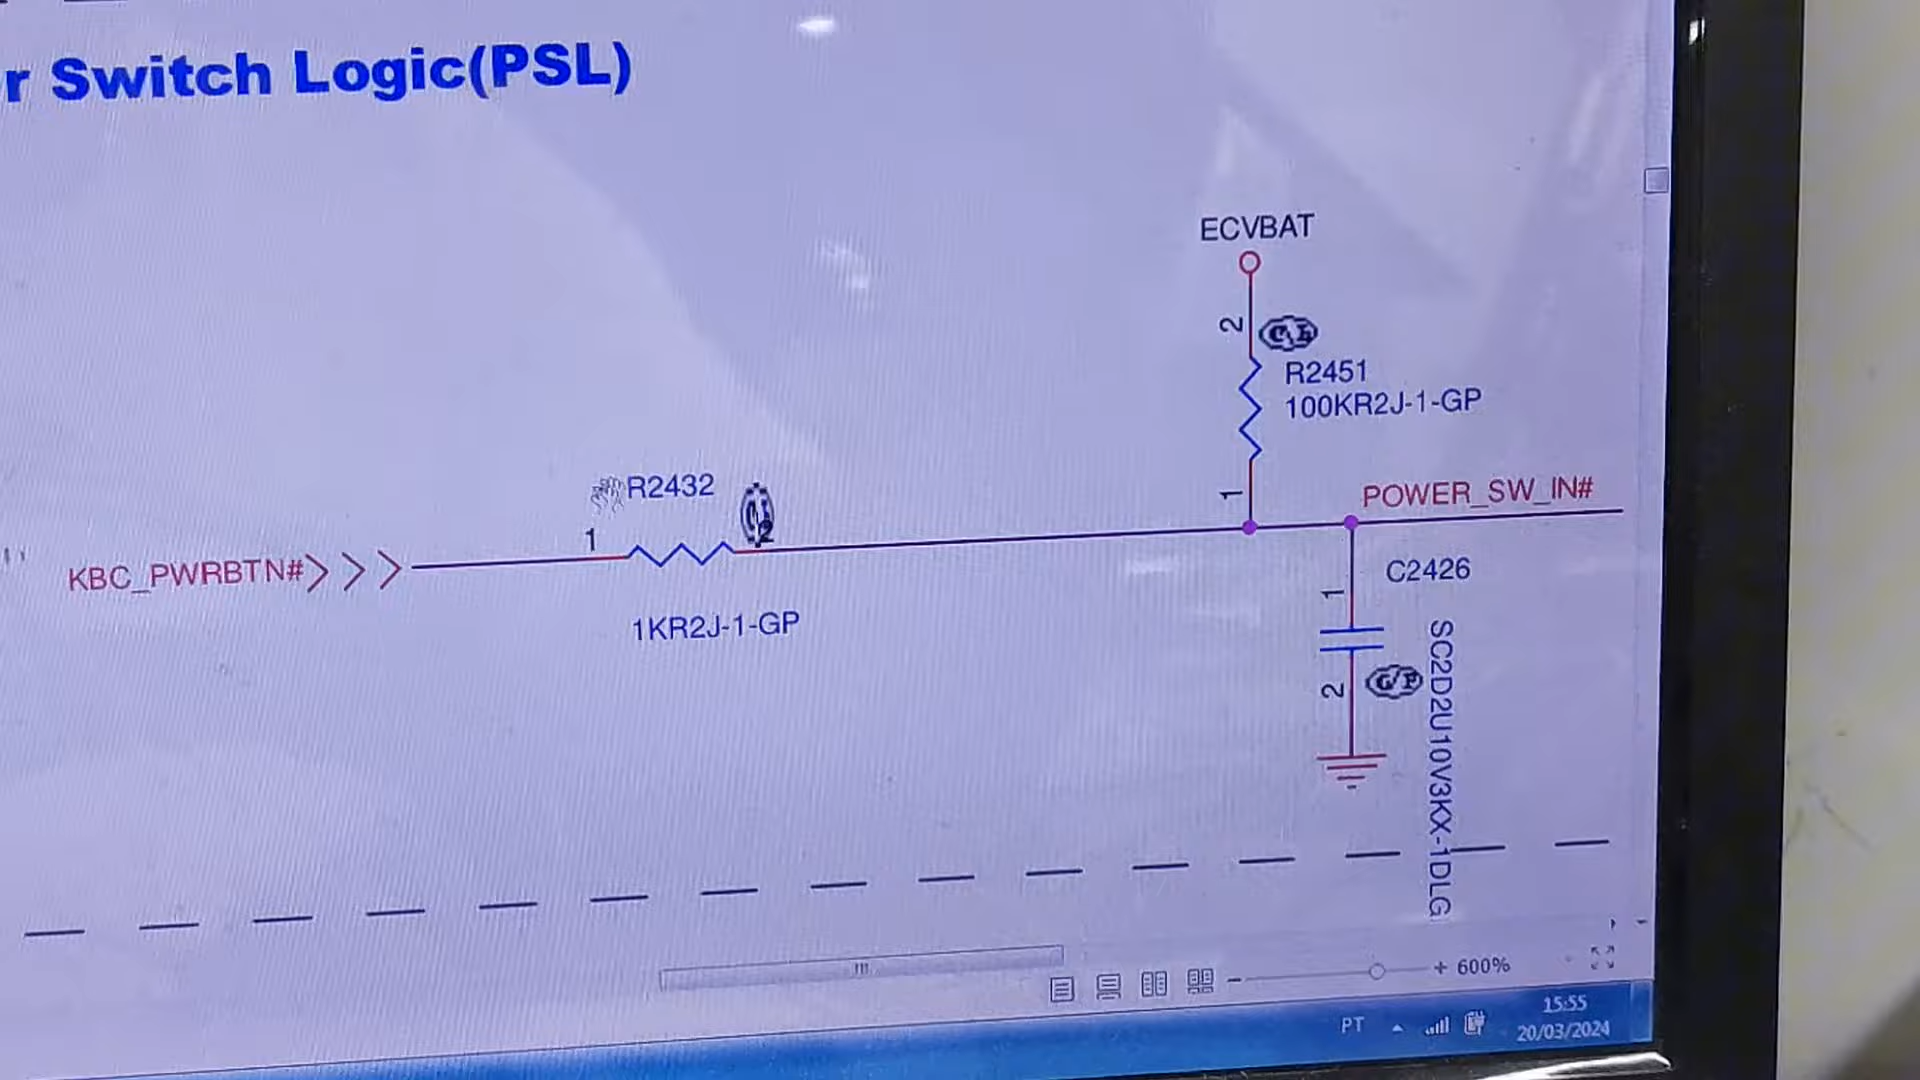 r Switch Logic(PSL)
ECVBAT
2
R2451
100KR2J-1-GP
1
POWER_SW_IN#
R2432
1
2
KBC_PWRBTN#
1KR2J-1-GP
C2426
1
2
SC2D2U10V3KX-1DLG
600%
PT
15:55
20/03/2024